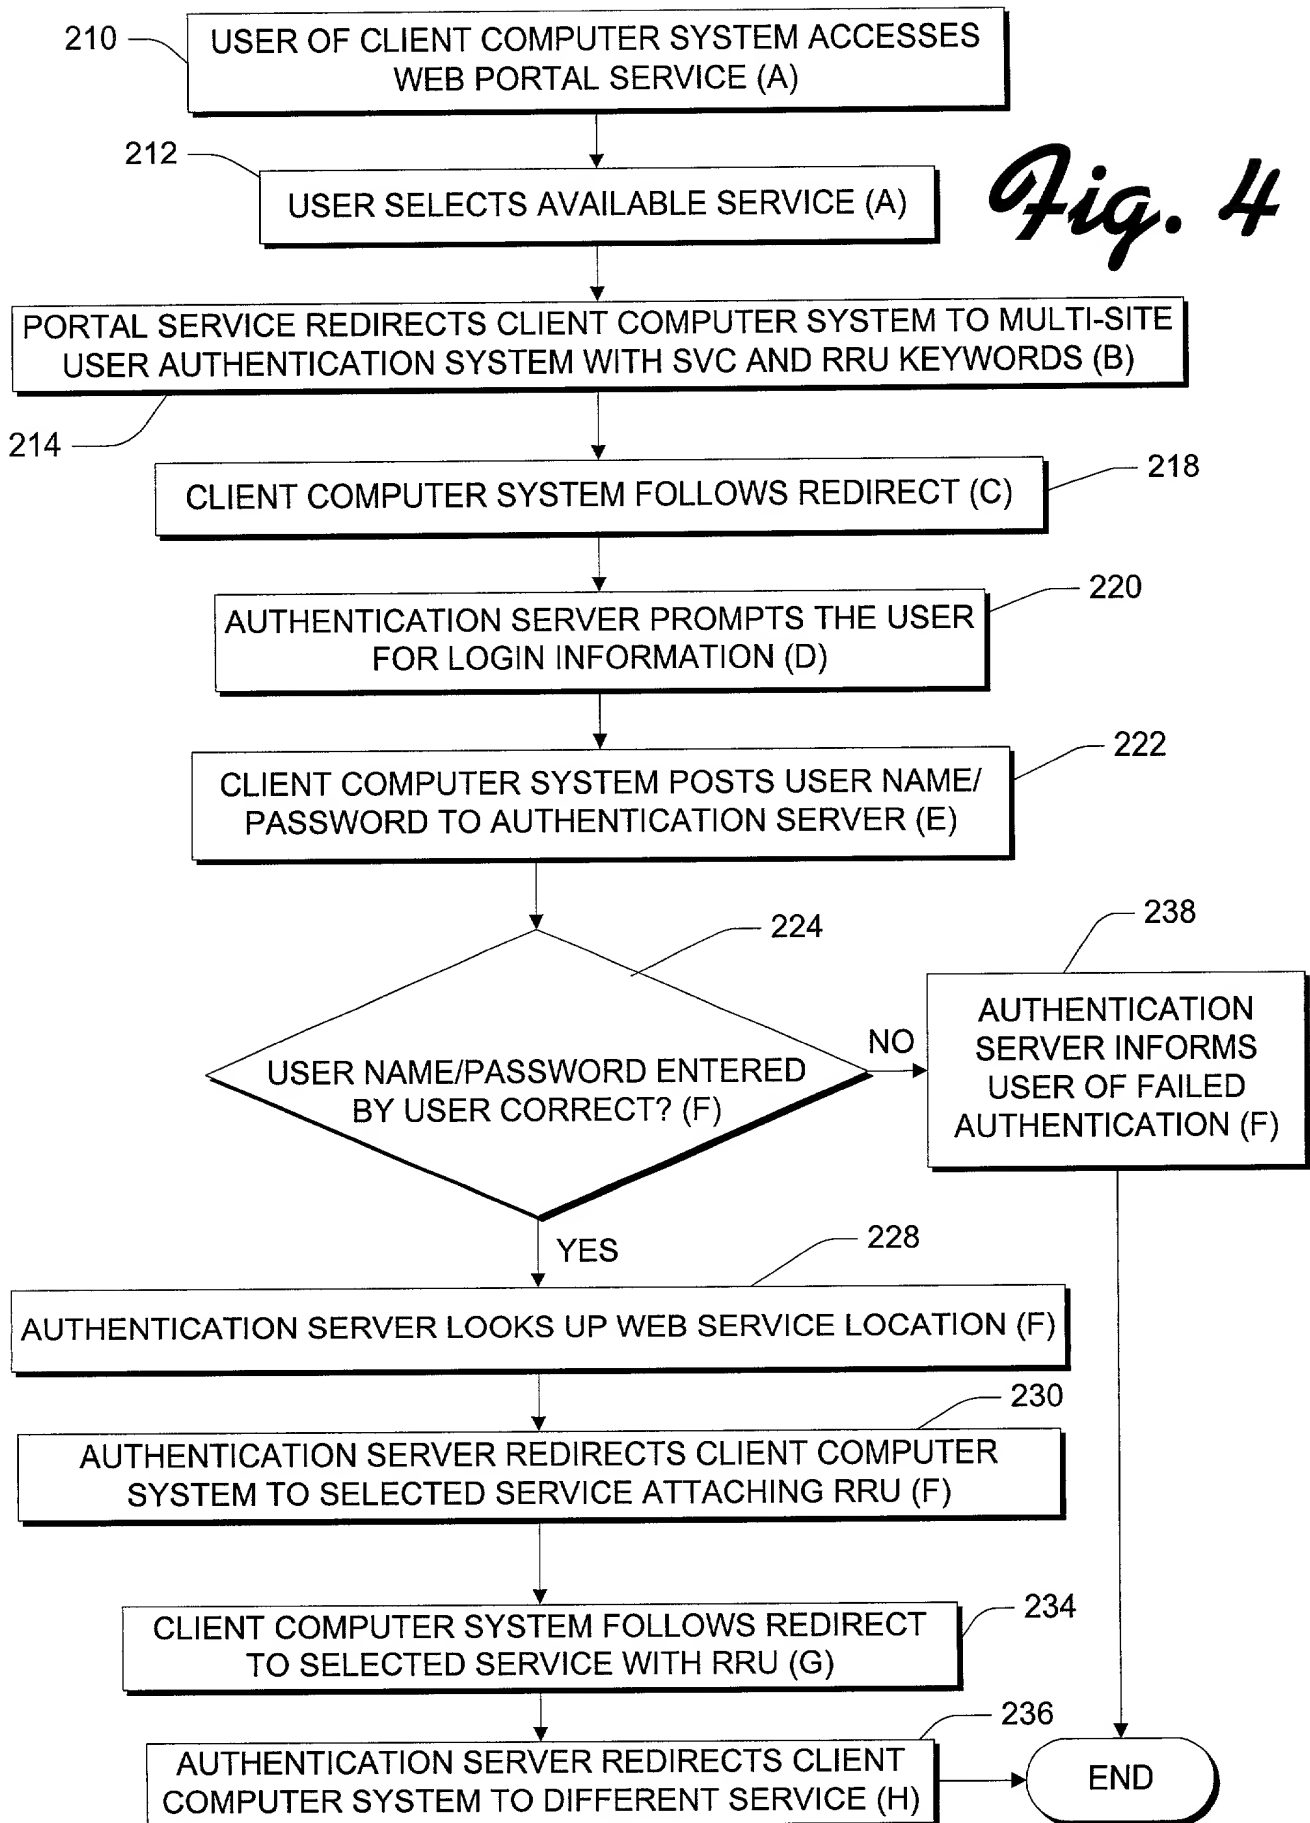 210
USER OF CLIENT COMPUTER SYSTEM ACCESSES
WEB PORTAL SERVICE (A)
212
USER SELECTS AVAILABLE SERVICE (A)
Fig. 4
PORTAL SERVICE REDIRECTS CLIENT COMPUTER SYSTEM TO MULTI-SITE
USER AUTHENTICATION SYSTEM WITH SVC AND RRU KEYWORDS (B)
214
218
CLIENT COMPUTER SYSTEM FOLLOWS REDIRECT (C)
220
AUTHENTICATION SERVER PROMPTS THE USER
FOR LOGIN INFORMATION (D)
222
CLIENT COMPUTER SYSTEM POSTS USER NAME/
PASSWORD TO AUTHENTICATION SERVER (E)
224
USER NAME/PASSWORD ENTERED
BY USER CORRECT? (F)
NO
238
AUTHENTICATION
SERVER INFORMS
USER OF FAILED
AUTHENTICATION (F)
YES
228
AUTHENTICATION SERVER LOOKS UP WEB SERVICE LOCATION (F)
230
AUTHENTICATION SERVER REDIRECTS CLIENT COMPUTER
SYSTEM TO SELECTED SERVICE ATTACHING RRU (F)
234
CLIENT COMPUTER SYSTEM FOLLOWS REDIRECT
TO SELECTED SERVICE WITH RRU (G)
236
AUTHENTICATION SERVER REDIRECTS CLIENT
COMPUTER SYSTEM TO DIFFERENT SERVICE (H)
END